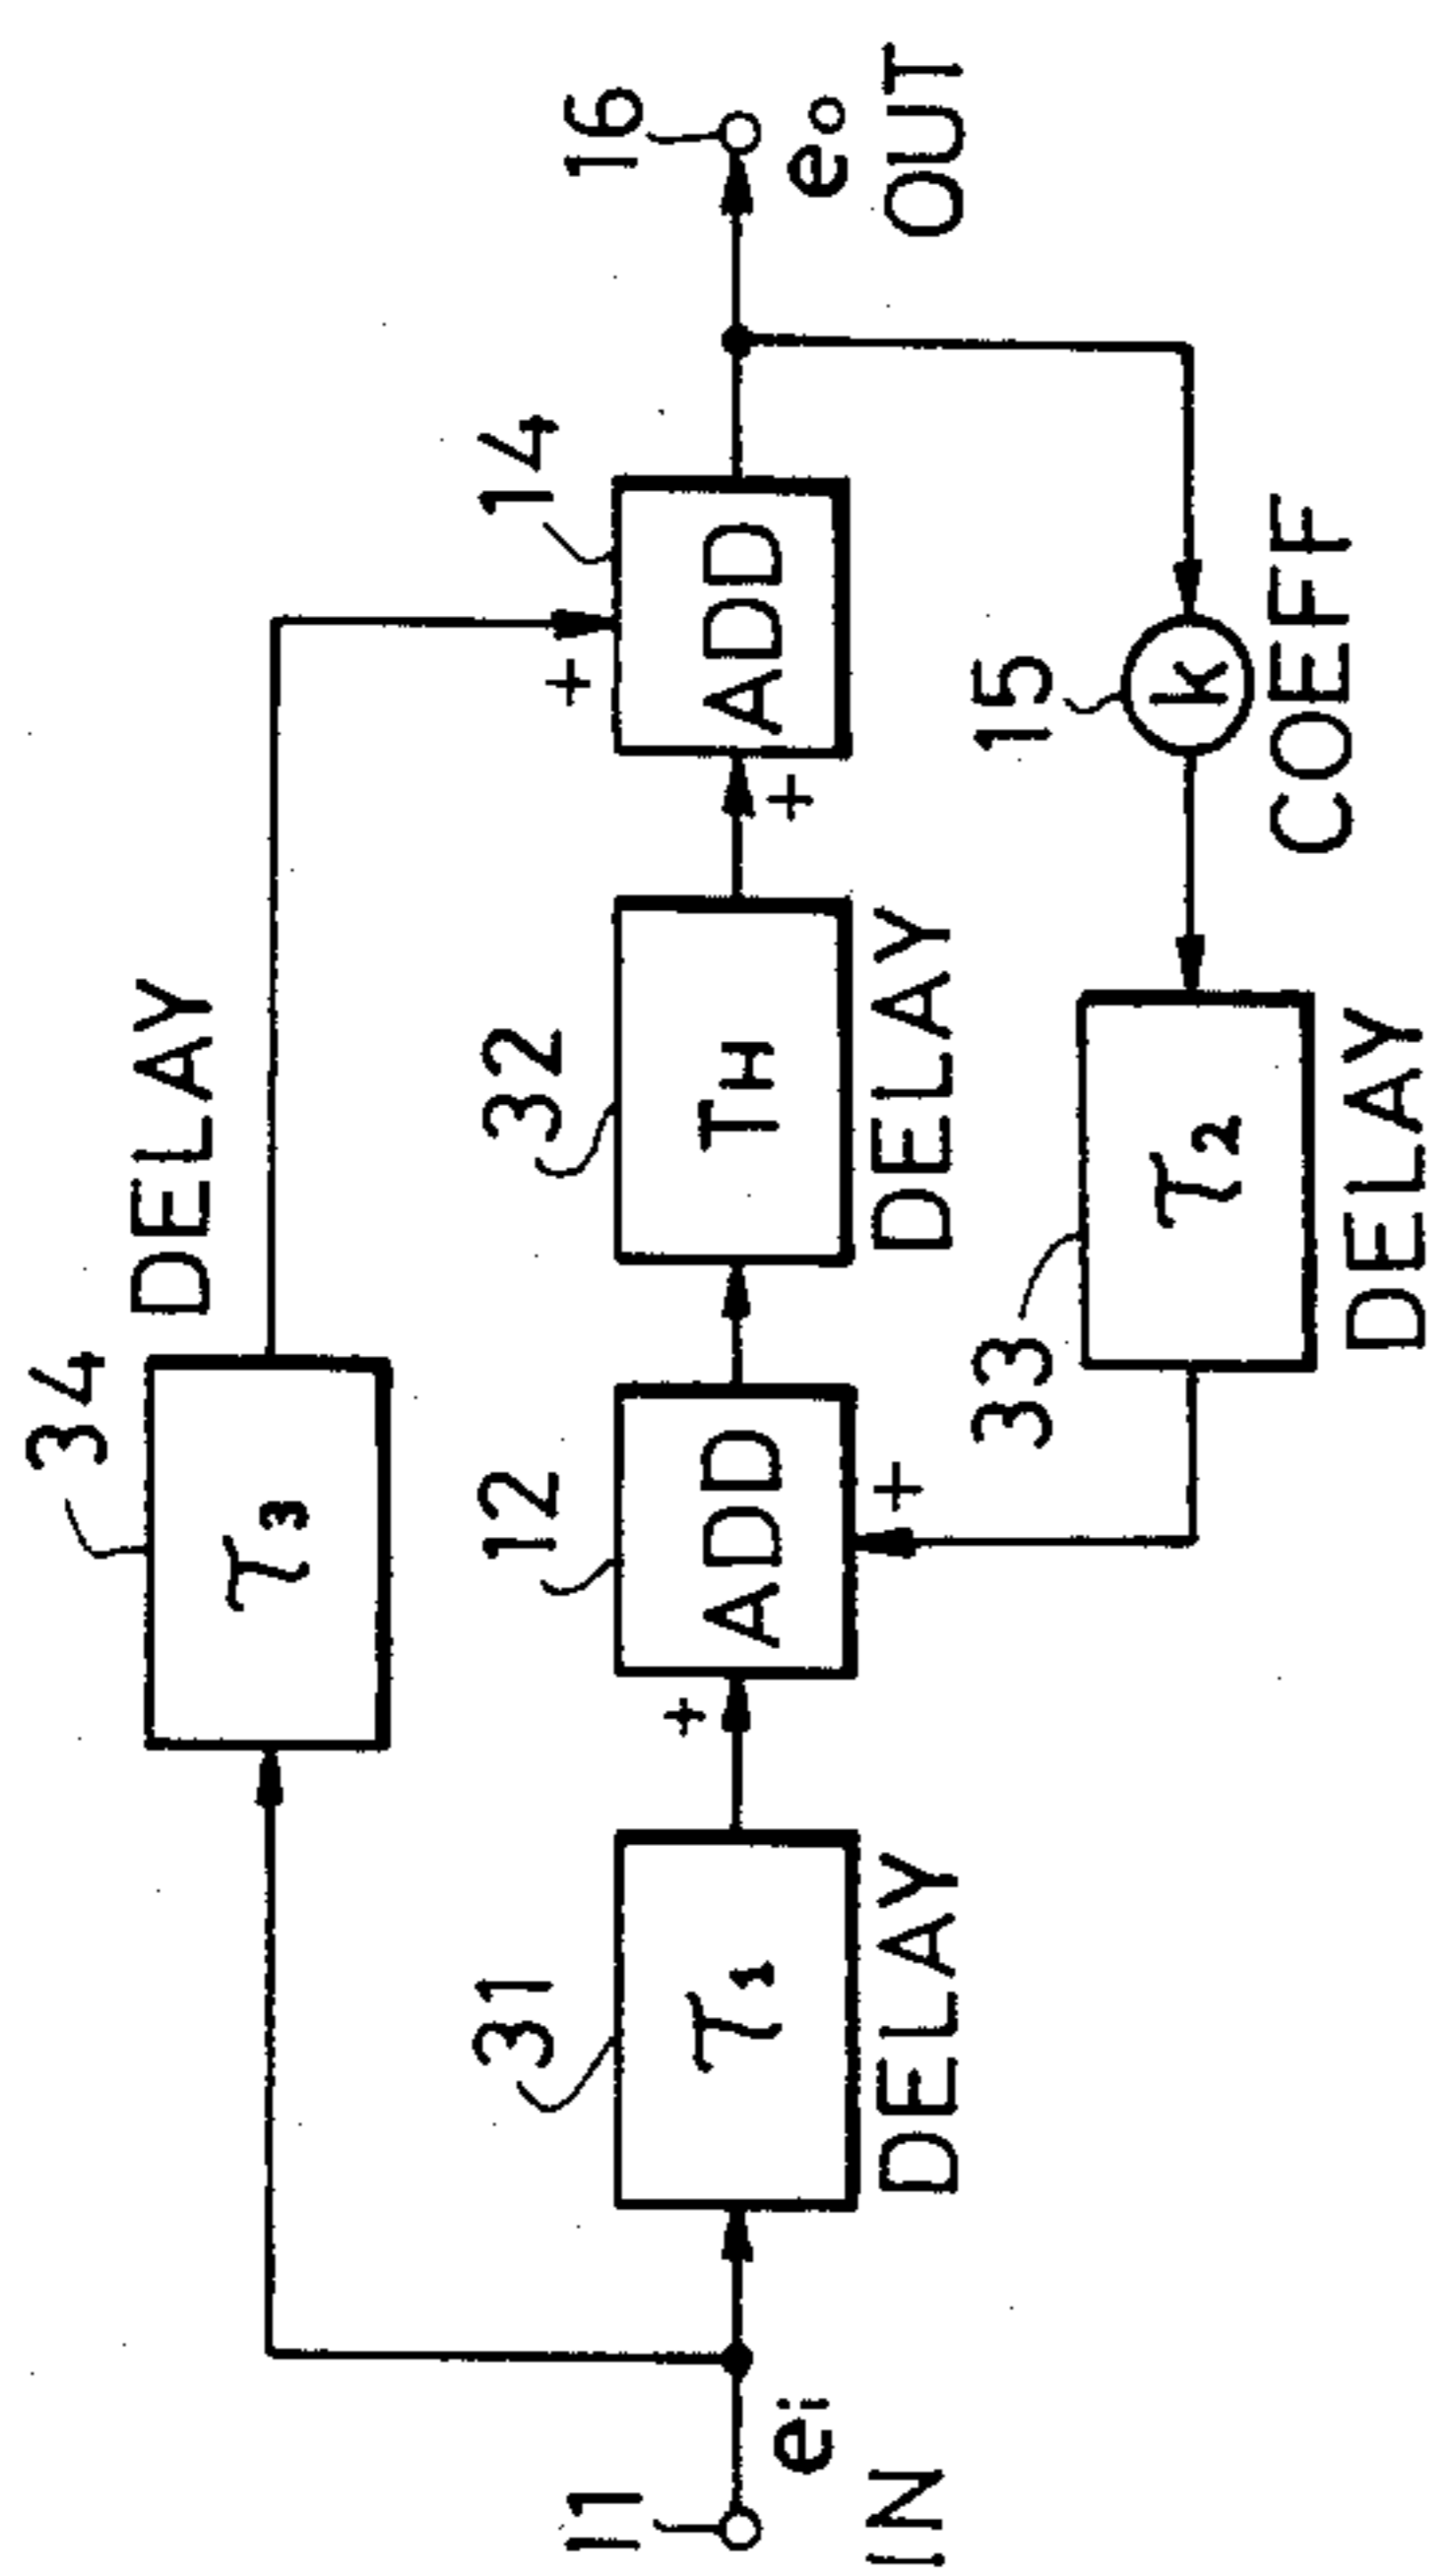 34
DELAY
τ3
16
eo
OUT
14
ADD
+
+
32
TH
DELAY
12
ADD
+
+
31
τ1
DELAY
11
ei
IN
15
k
COEFF
33
τ2
DELAY